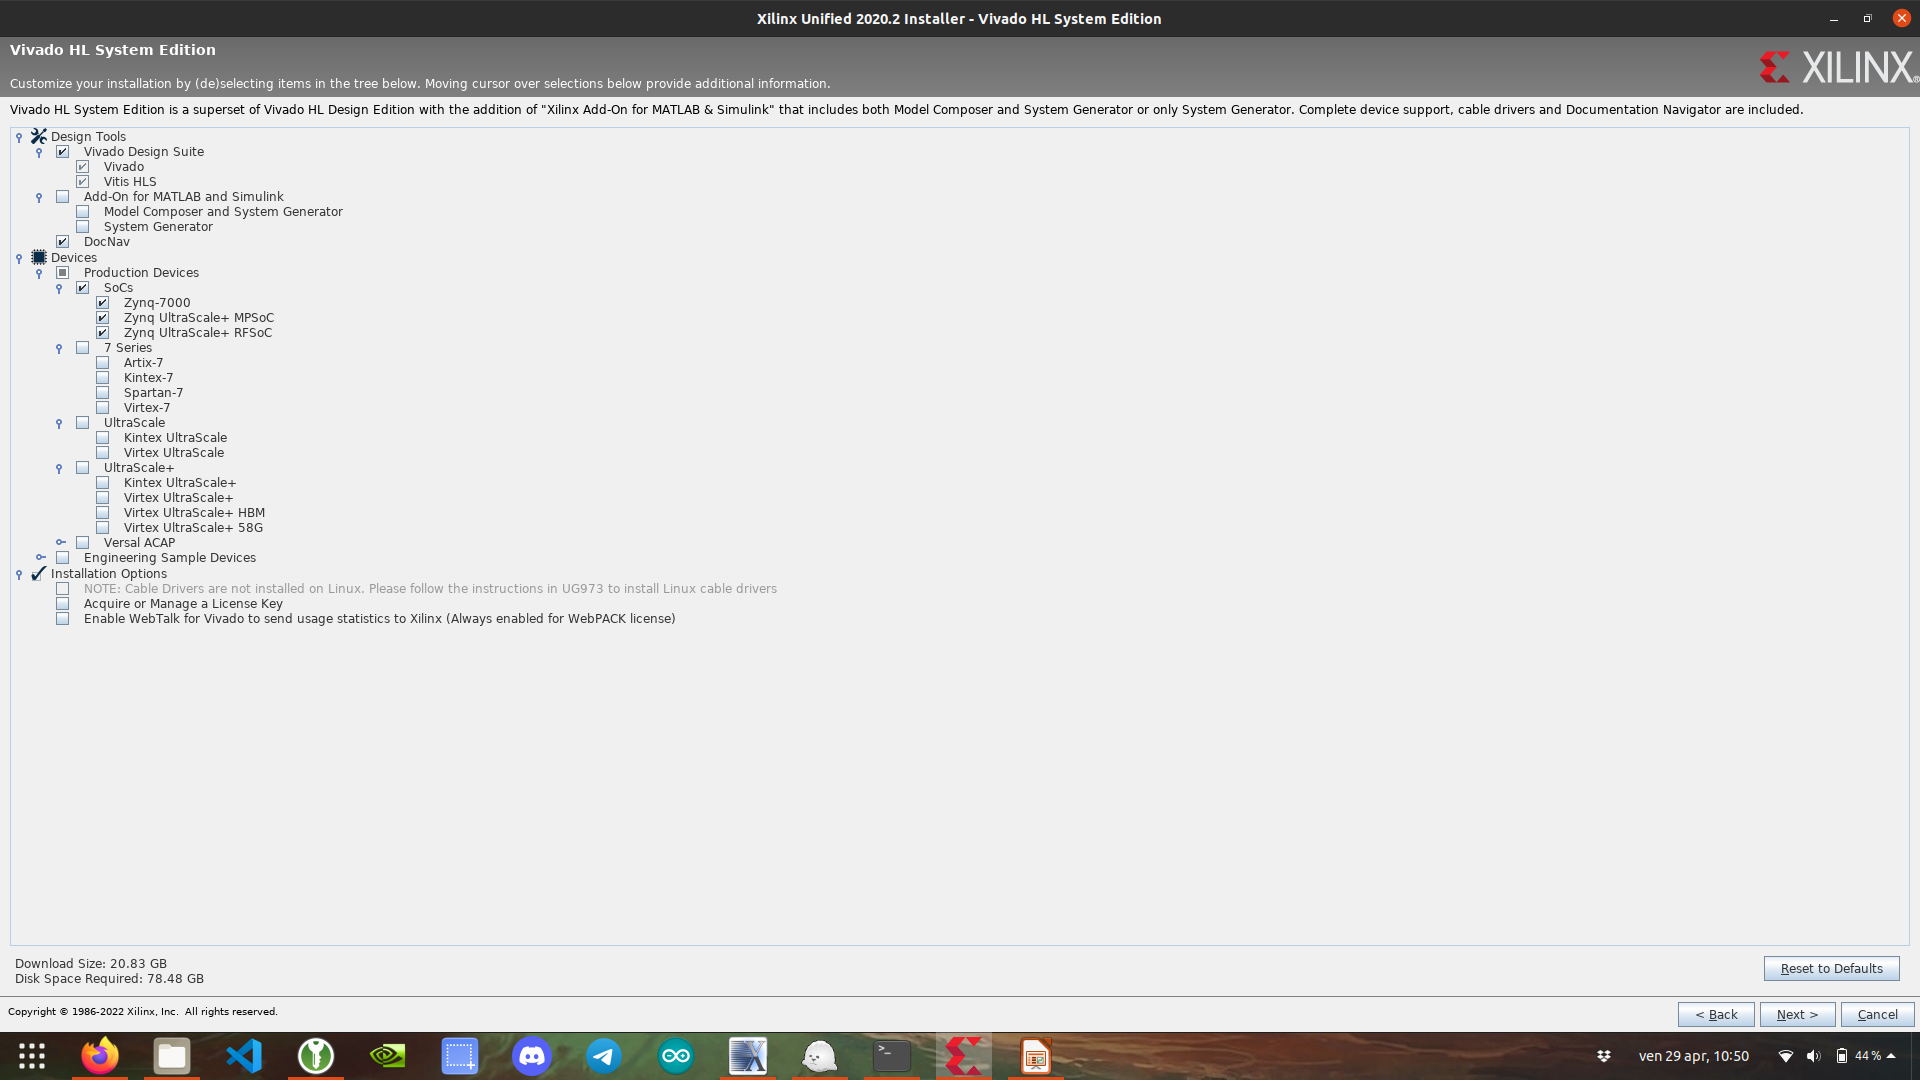 Xilinx Unified 2020.2 Installer - Vivado HL System Edition
Vivado HL System Edition
Customize your installation by (de)selecting items in the tree below. Moving cursor over selections below provide additional information.
XILINX®
Vivado HL System Edition is a superset of Vivado HL Design Edition with the addition of "Xilinx Add-On for MATLAB & Simulink" that includes both Model Composer and System Generator or only System Generator. Complete device support, cable drivers and Documentation Navigator are included.
Design Tools
Vivado Design Suite
Vivado
Vitis HLS
Add-On for MATLAB and Simulink
Model Composer and System Generator
System Generator
DocNav
Devices
Production Devices
SoCs
Zynq-7000
Zynq UltraScale+ MPSoC
Zynq UltraScale+ RFSoC
7 Series
Artix-7
Kintex-7
Spartan-7
Virtex-7
UltraScale
Kintex UltraScale
Virtex UltraScale
UltraScale+
Kintex UltraScale+
Virtex UltraScale+
Virtex UltraScale+ HBM
Virtex UltraScale+ 58G
Versal ACAP
Engineering Sample Devices
Installation Options
NOTE: Cable Drivers are not installed on Linux. Please follow the instructions in UG973 to install Linux cable drivers
Acquire or Manage a License Key
Enable WebTalk for Vivado to send usage statistics to Xilinx (Always enabled for WebPACK license)
Download Size: 20.83 GB
Disk Space Required: 78.48 GB
Reset to Defaults
Copyright © 1986-2022 Xilinx, Inc. All rights reserved.
< Back
Next >
Cancel
ven 29 apr, 10:50
44 %